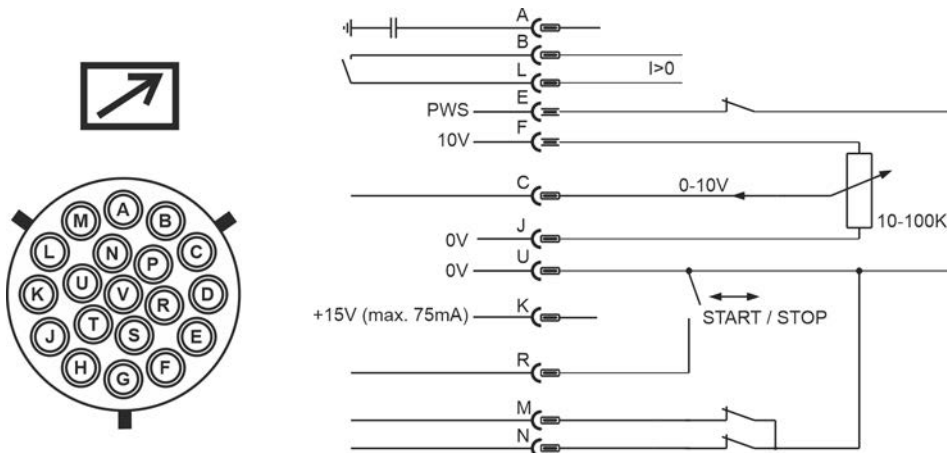 A
B
M
L
N
P
C
K
U
V
R
D
J
T
S
E
H
G
F
A
B
L
I>0
PWS E
10V F
C 0-10V
10-100K
0V J
0V U
+15V (max. 75mA) K
START / STOP
R
M
N